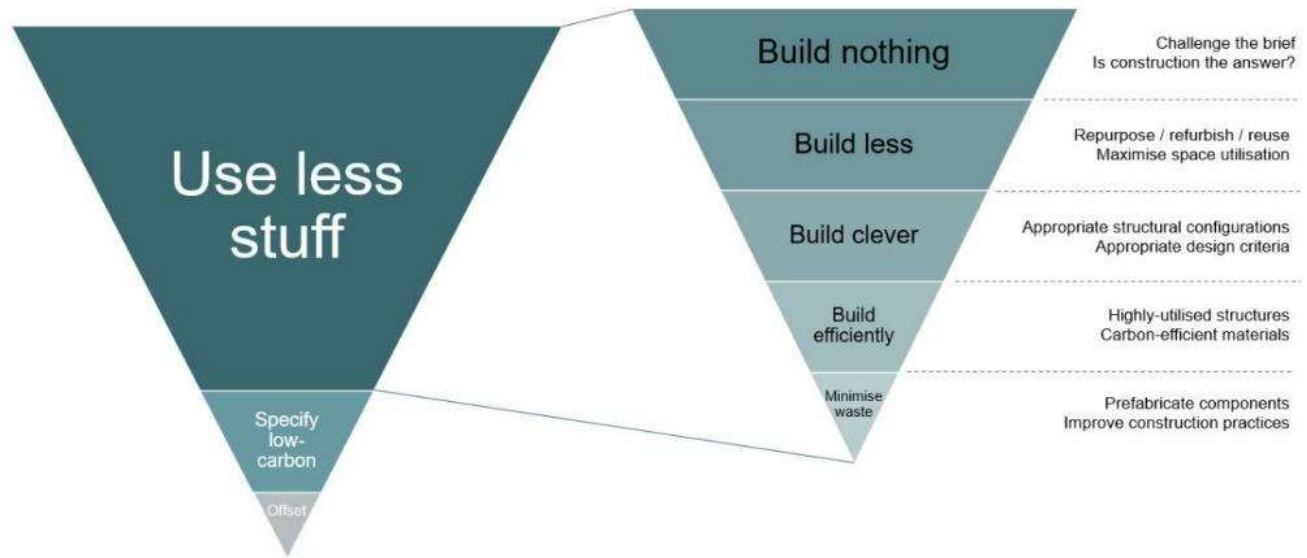 Use less
stuff
Specify
low-
carbon
Offset
Build nothing
Challenge the brief
Is construction the answer?
Build less
Repurpose / refurbish / reuse
Maximise space utilisation
Build clever
Appropriate structural configurations
Appropriate design criteria
Build
efficiently
Highly-utilised structures
Carbon-efficient materials
Minimise
waste
Prefabricate components
Improve construction practices